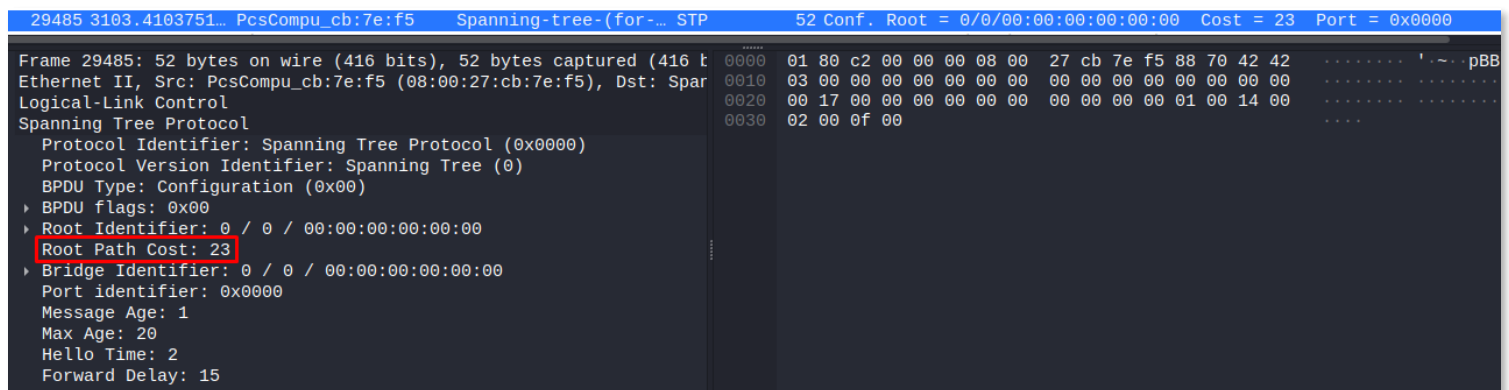 29485 3103.4103751… PcsCompu_cb:7e:f5 Spanning-tree-(for-… STP 52 Conf. Root = 0/0/00:00:00:00:00:00 Cost = 23 Port = 0x0000
Frame 29485: 52 bytes on wire (416 bits), 52 bytes captured (416 b
Ethernet II, Src: PcsCompu_cb:7e:f5 (08:00:27:cb:7e:f5), Dst: Span
Logical-Link Control
Spanning Tree Protocol
Protocol Identifier: Spanning Tree Protocol (0x0000)
Protocol Version Identifier: Spanning Tree (0)
BPDU Type: Configuration (0x00)
BPDU flags: 0x00
Root Identifier: 0 / 0 / 00:00:00:00:00:00
Root Path Cost: 23
Bridge Identifier: 0 / 0 / 00:00:00:00:00:00
Port identifier: 0x0000
Message Age: 1
Max Age: 20
Hello Time: 2
Forward Delay: 15
0000 01 80 c2 00 00 00 08 00 27 cb 7e f5 88 70 42 42 ········ '·~··pBB
0010 03 00 00 00 00 00 00 00 00 00 00 00 00 00 00 00 ········ ········
0020 00 17 00 00 00 00 00 00 00 00 00 00 01 00 14 00 ········ ········
0030 02 00 0f 00 ····